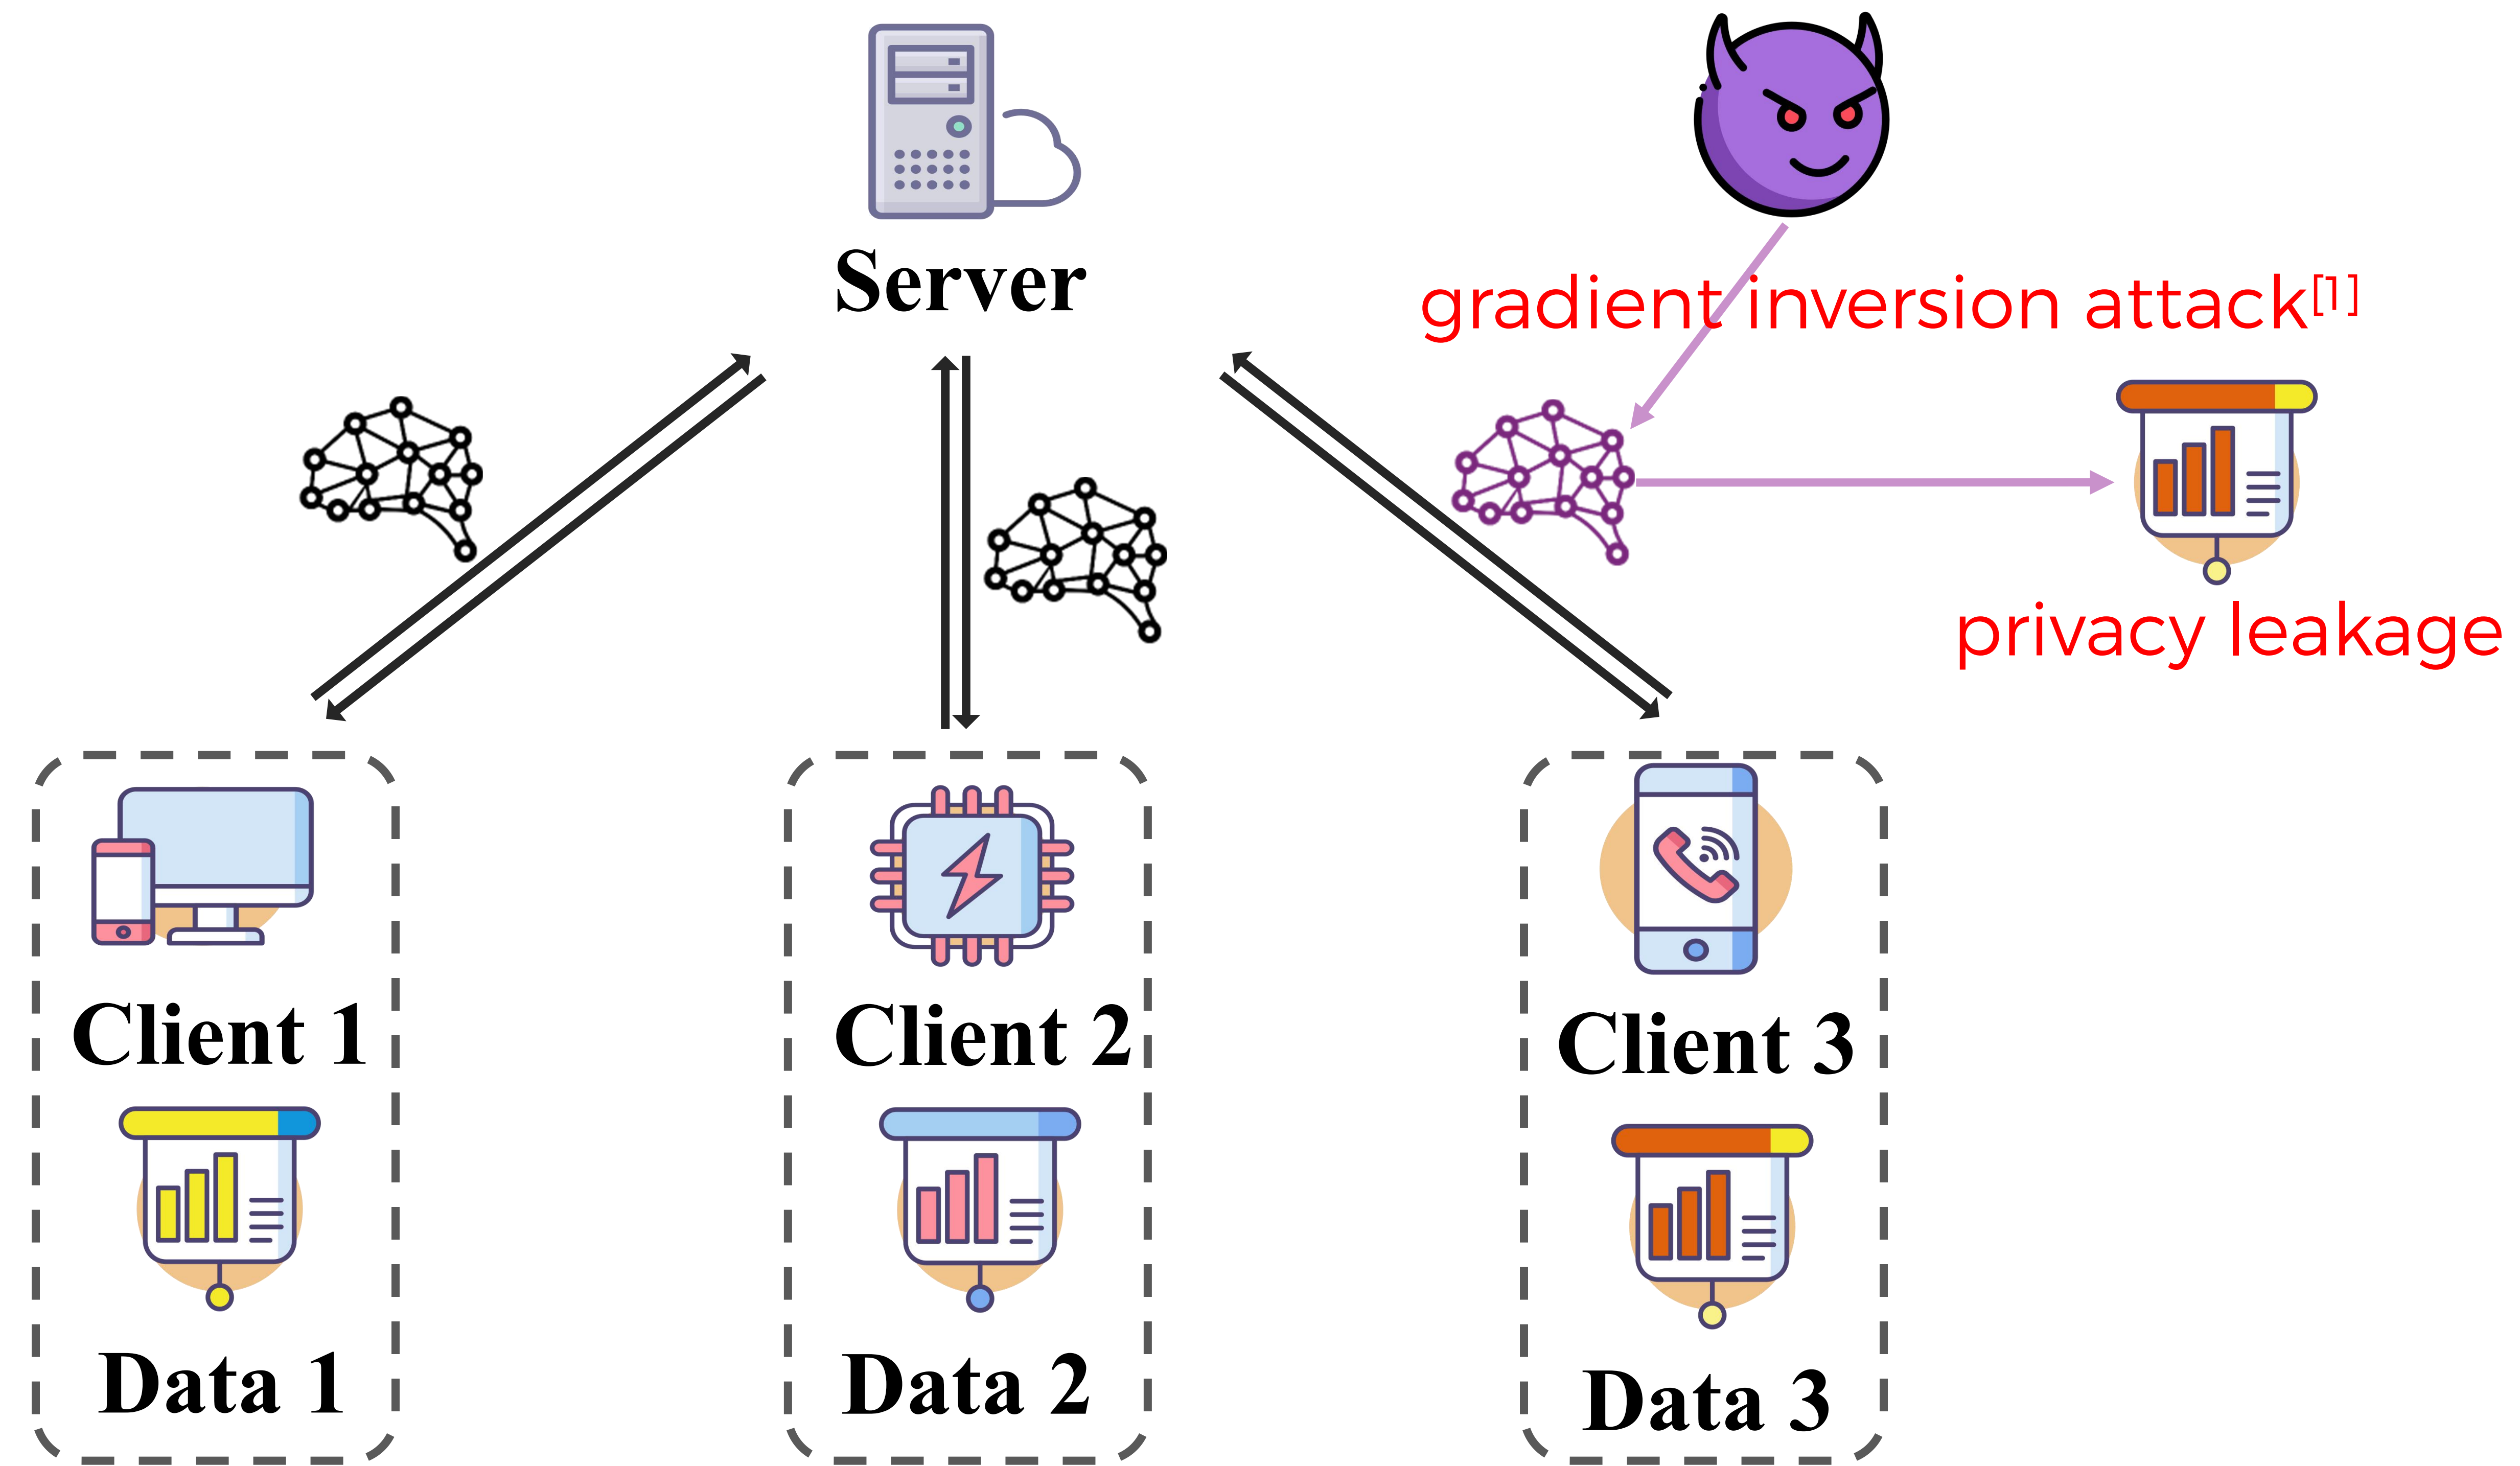 Server
gradient inversion attack[1]
privacy leakage
Client 1
Client 2
Client 3
Data 1
Data 2
Data 3